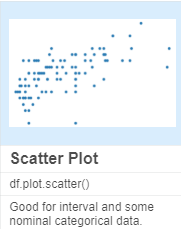 Scatter Plot
df.plot.scatter()
Good for interval and some
nominal categorical data.